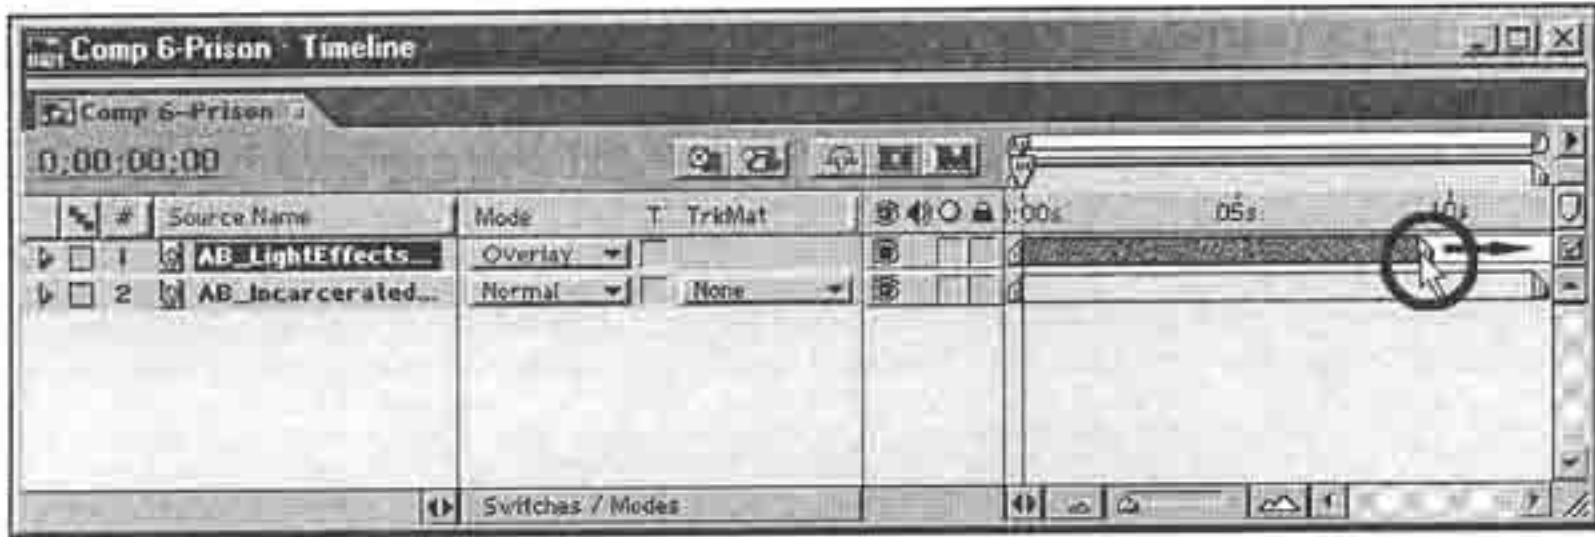 Comp 6-Prison · Timeline
Comp 6-Prison
0;00;00;00
# Source Name Mode T TrkMat :00s 05s 10s
1 AB_LightEffects... Overlay
2 AB_Incarcerated... Normal None
Switches / Modes